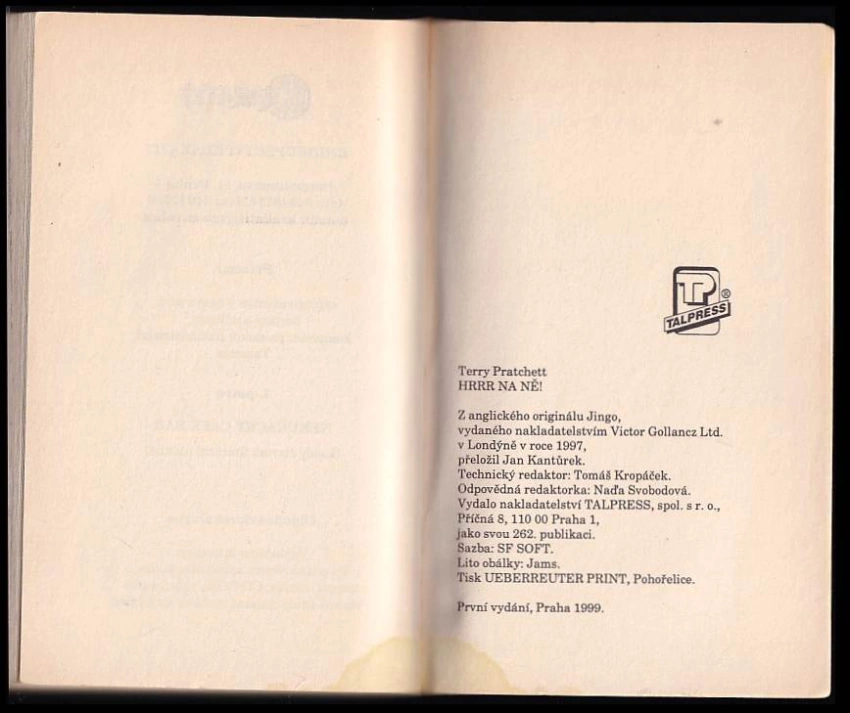 TP
TALPRESS®
Terry Pratchett
HRRR NA NĚ!
Z anglického originálu Jingo,
vydaného nakladatelstvím Victor Gollancz Ltd.
v Londýně v roce 1997,
přeložil Jan Kantůrek.
Technický redaktor: Tomáš Kropáček.
Odpovědná redaktorka: Naďa Svobodová.
Vydalo nakladatelství TALPRESS, spol. s r. o.,
Příčná 8, 110 00 Praha 1,
jako svou 262. publikaci.
Sazba: SF SOFT.
Lito obálky: Jams.
Tisk UEBERREUTER PRINT, Pohořelice.
První vydání, Praha 1999.